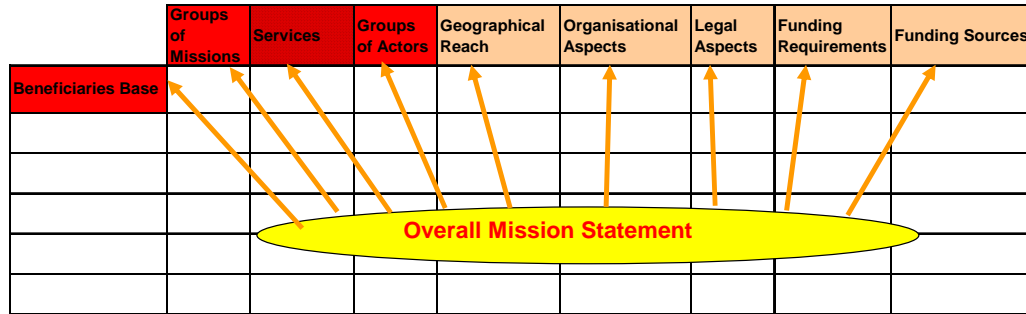 Groups
of
Missions
Services
Groups
of Actors
Geographical
Reach
Organisational
Aspects
Legal
Aspects
Funding
Requirements
Funding Sources
Beneficiaries Base
Overall Mission Statement